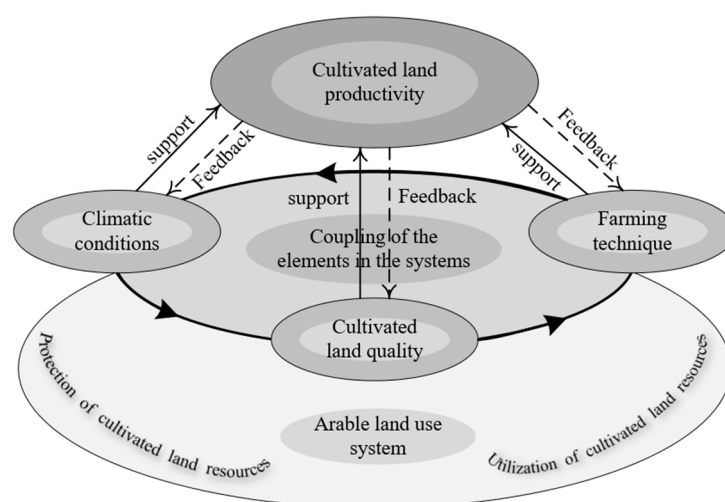 Cultivated land
productivity
support
Feedback
Feedback
support
support
Feedback
Climatic
conditions
Farming
technique
Coupling of the
elements in the systems
Cultivated
land quality
Protection of cultivated land resources
Utilization of cultivated land resources
Arable land use
system